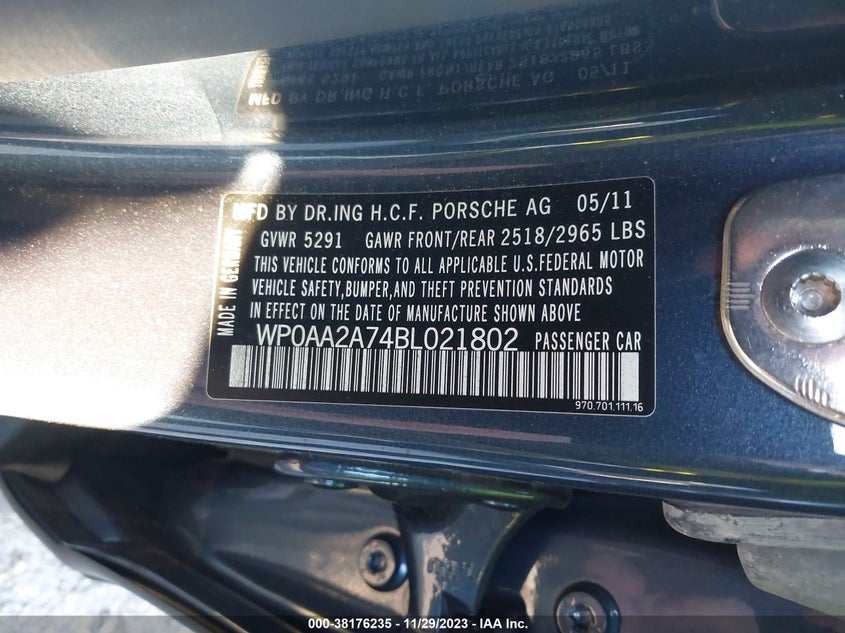 MFD BY DR.ING H.C.F. PORSCHE AG 05/11
GVWR 5291 GAWR FRONT/REAR 2518/2965 LBS
THIS VEHICLE CONFORMS TO ALL APPLICABLE U.S.FEDERAL MOTOR
VEHICLE SAFETY,BUMPER,AND THEFT PREVENTION STANDARDS
IN EFFECT ON THE DATE OF MANUFACTURE SHOWN ABOVE
WP0AA2A74BL021802 PASSENGER CAR
MADE IN GERMANY
970.701.111.16
000-38176235 - 11/29/2023 - IAA Inc.